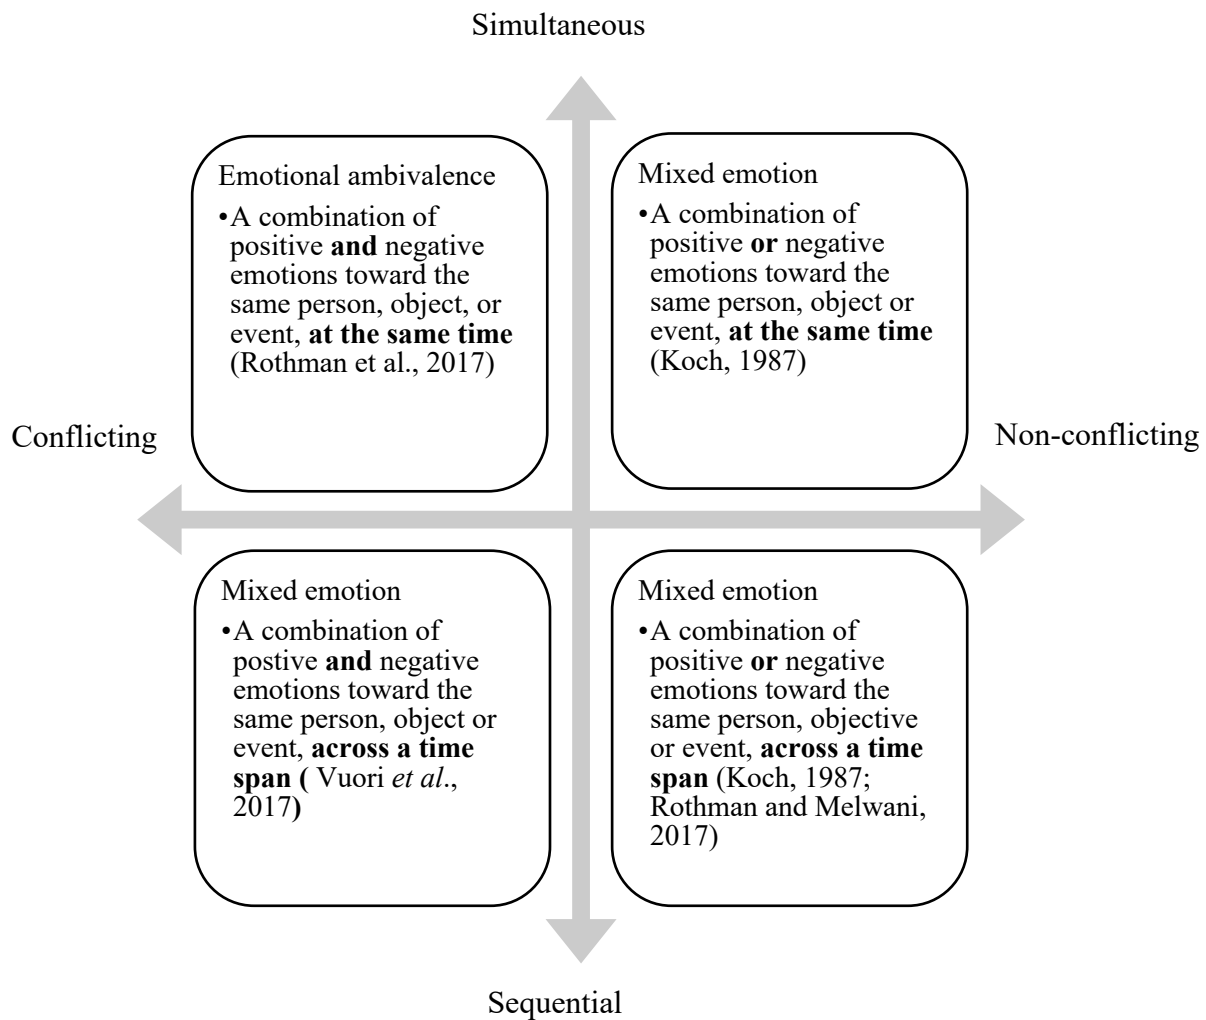 Simultaneous
Emotional ambivalence
•A combination of
positive and negative
emotions toward the
same person, object, or
event, at the same time
(Rothman et al., 2017)
Mixed emotion
•A combination of
positive or negative
emotions toward the
same person, object or
event, at the same time
(Koch, 1987)
Conflicting
Non-conflicting
Mixed emotion
•A combination of
postive and negative
emotions toward the
same person, object or
event, across a time
span ( Vuori et al.,
2017)
Mixed emotion
•A combination of
positive or negative
emotions toward the
same person, objective
or event, across a time
span (Koch, 1987;
Rothman and Melwani,
2017)
Sequential